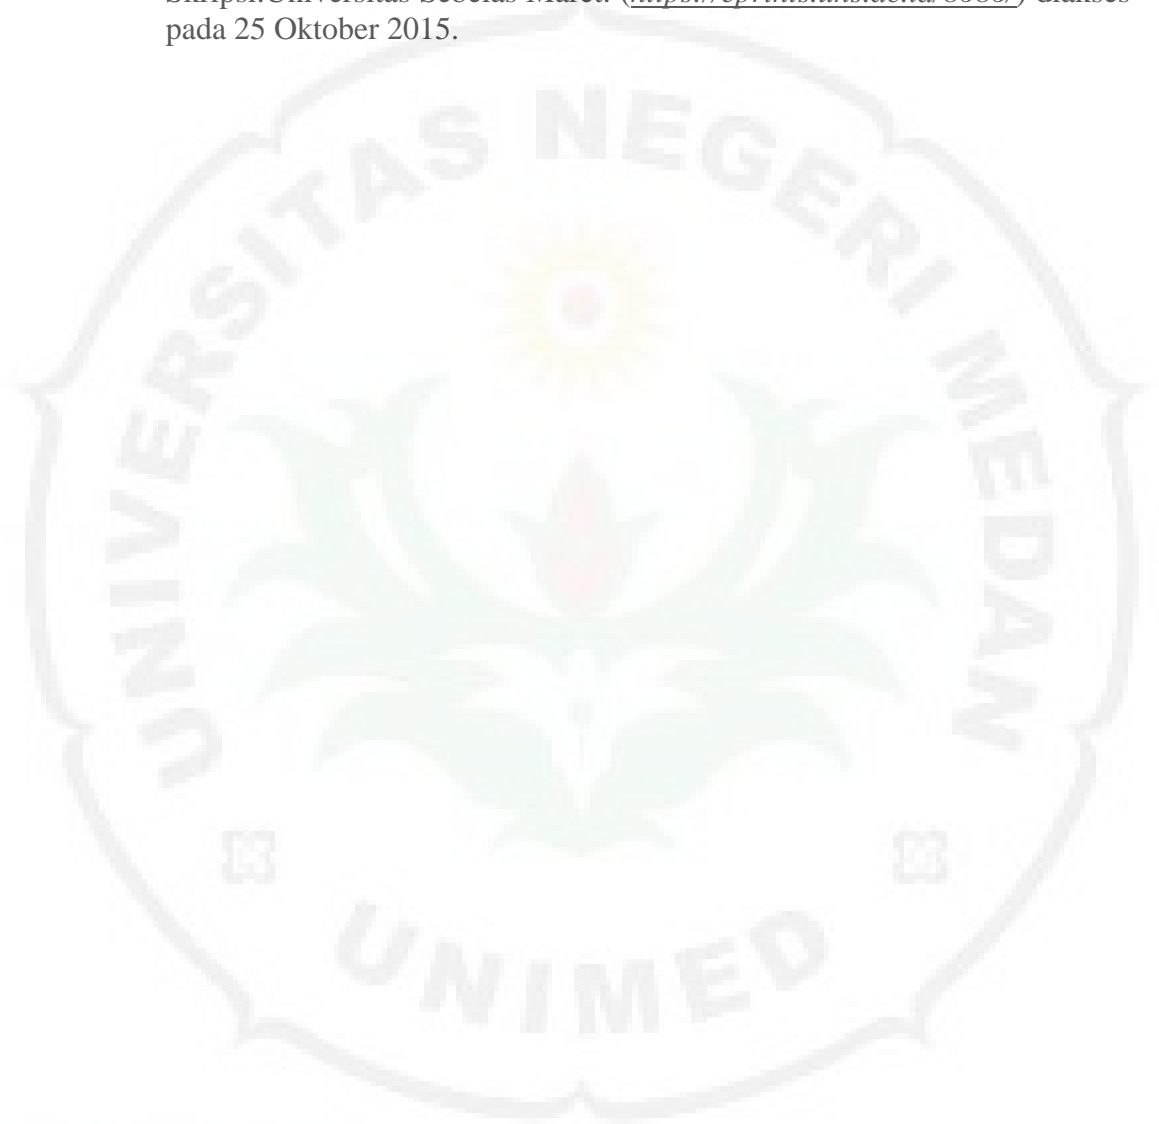 Skripsi.Universitas Sebelas Maret. diakses
pada 25 Oktober 2015.
UNIVERSITAS NEGERI MEDAN
UNIMED